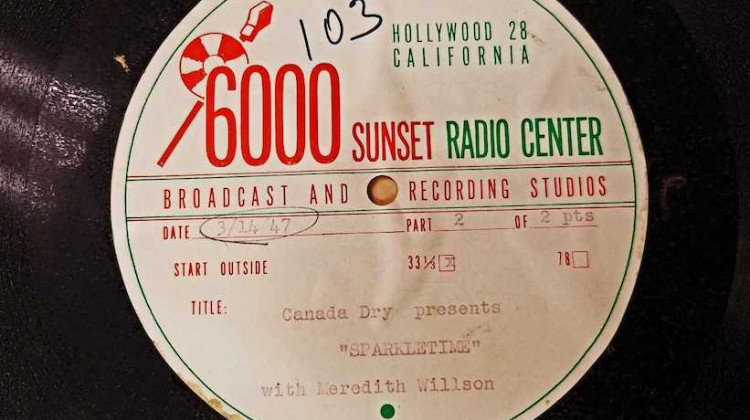 103
HOLLYWOOD 28
CALIFORNIA
6000 SUNSET RADIO CENTER
BROADCAST AND RECORDING STUDIOS
DATE 3/14 47 PART 2 OF 2 pts
START OUTSIDE 33⅓ x 78
TITLE: Canada Dry presents
"SPARKLETIME"
with Meredith Willson